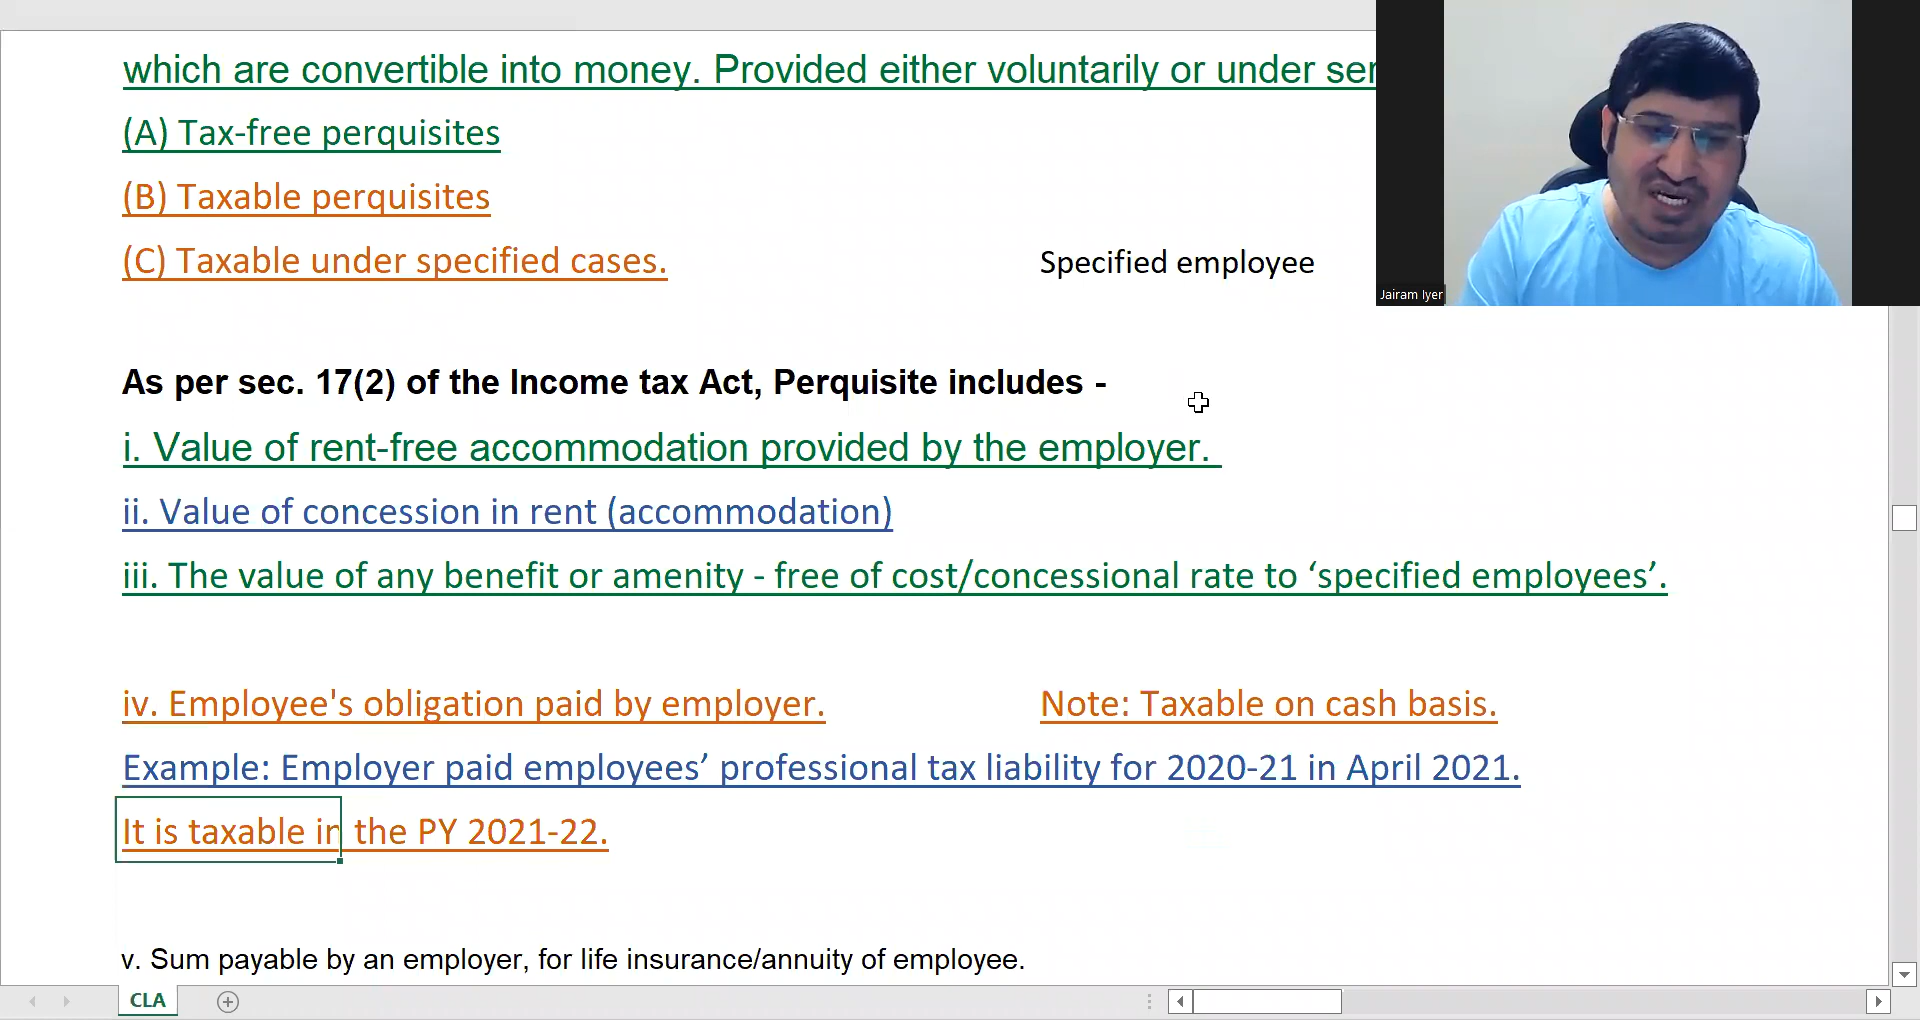 which are convertible into money. Provided either voluntarily or under
(A) Tax-free perquisites
(B) Taxable perquisites
(C) Taxable under specified cases. Specified employee
Jairam Iyer
As per sec. 17(2) of the Income tax Act, Perquisite includes -
i. Value of rent-free accommodation provided by the employer.
ii. Value of concession in rent (accommodation)
iii. The value of any benefit or amenity - free of cost/concessional rate to ‘specified employees’.
iv. Employee's obligation paid by employer. Note: Taxable on cash basis.
Example: Employer paid employees’ professional tax liability for 2020-21 in April 2021.
It is taxable in the PY 2021-22.
v. Sum payable by an employer, for life insurance/annuity of employee.
CLA